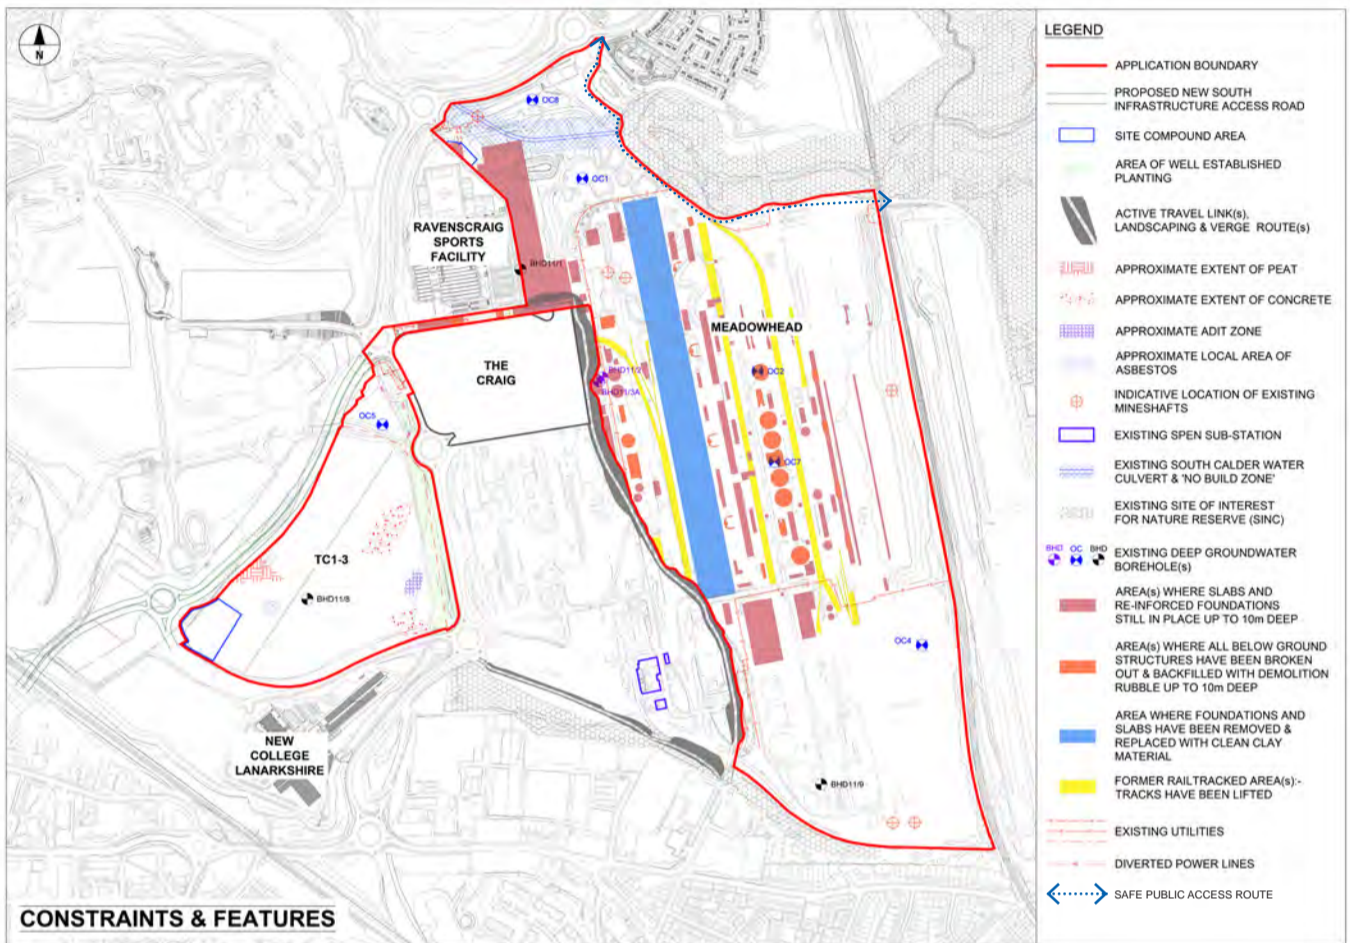 N
OC8
OC1
RAVENSCRAIG
SPORTS
FACILITY
BHD11/1
MEADOWHEAD
THE
CRAIG
BHD11/2
BHD11/3A
OC2
OC5
OC7
TC1-3
BHD11/8
OC4
NEW
COLLEGE
LANARKSHIRE
BHD11/9
CONSTRAINTS & FEATURES
LEGEND
APPLICATION BOUNDARY
PROPOSED NEW SOUTH
INFRASTRUCTURE ACCESS ROAD
SITE COMPOUND AREA
AREA OF WELL ESTABLISHED
PLANTING
ACTIVE TRAVEL LINK(s),
LANDSCAPING & VERGE ROUTE(s)
APPROXIMATE EXTENT OF PEAT
APPROXIMATE EXTENT OF CONCRETE
APPROXIMATE ADIT ZONE
APPROXIMATE LOCAL AREA OF
ASBESTOS
INDICATIVE LOCATION OF EXISTING
MINESHAFTS
EXISTING SPEN SUB-STATION
EXISTING SOUTH CALDER WATER
CULVERT & 'NO BUILD ZONE'
EXISTING SITE OF INTEREST
FOR NATURE RESERVE (SINC)
BHD OC BHD
EXISTING DEEP GROUNDWATER
BOREHOLE(s)
AREA(s) WHERE SLABS AND
RE-INFORCED FOUNDATIONS
STILL IN PLACE UP TO 10m DEEP
AREA(s) WHERE ALL BELOW GROUND
STRUCTURES HAVE BEEN BROKEN
OUT & BACKFILLED WITH DEMOLITION
RUBBLE UP TO 10m DEEP
AREA WHERE FOUNDATIONS AND
SLABS HAVE BEEN REMOVED &
REPLACED WITH CLEAN CLAY
MATERIAL
FORMER RAILTRACKED AREA(s):-
TRACKS HAVE BEEN LIFTED
EXISTING UTILITIES
DIVERTED POWER LINES
SAFE PUBLIC ACCESS ROUTE